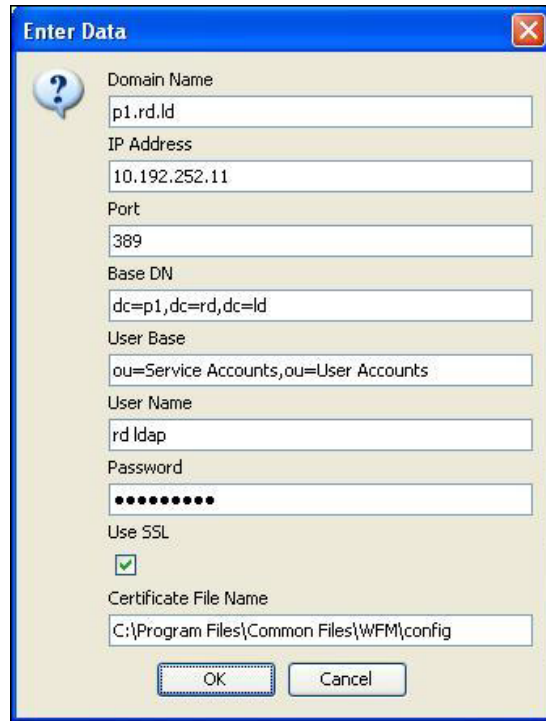 Enter Data
Domain Name
p1.rd.ld
IP Address
10.192.252.11
Port
389
Base DN
dc=p1,dc=rd,dc=ld
User Base
ou=Service Accounts,ou=User Accounts
User Name
rd ldap
Password
•••••••••
Use SSL
Certificate File Name
C:\Program Files\Common Files\WFM\config
OK
Cancel